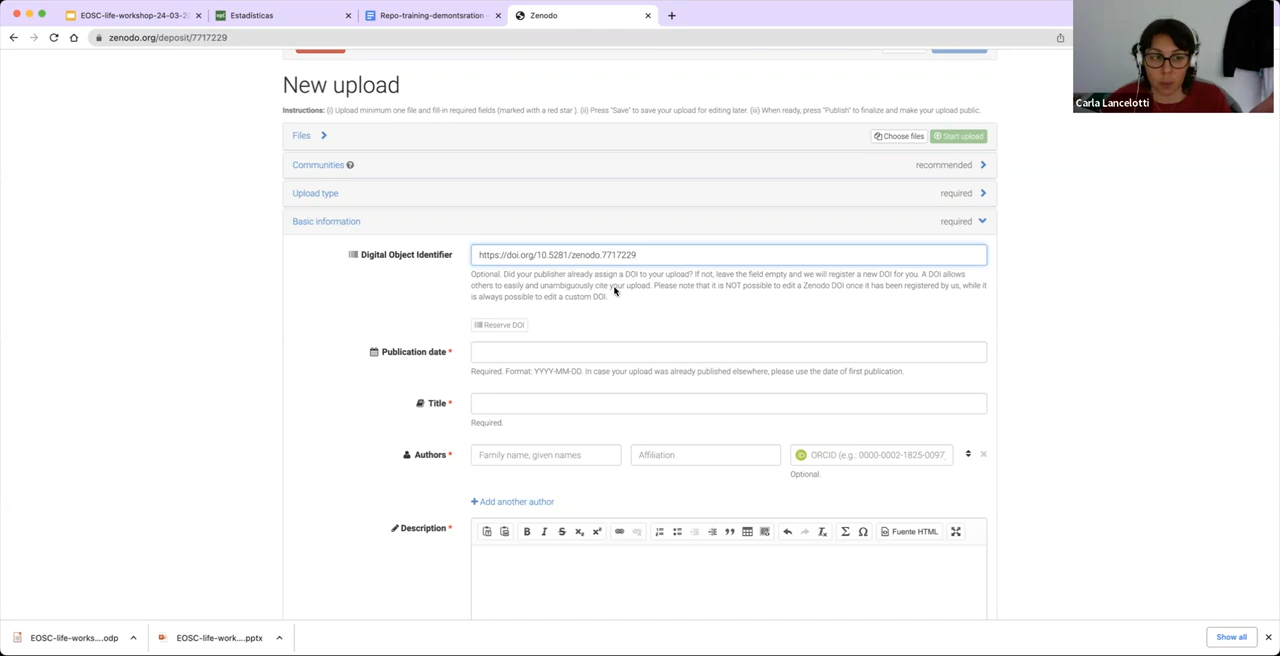 EOSC-life-workshop-24-03-20
Estadísticas
Repo-training-demontsration
Zenodo
zenodo.org/deposit/7717229
Carla Lancelotti
New upload
Instructions: (i) Upload minimum one file and fill-in required fields (marked with a red star ). (ii) Press "Save" to save your upload for editing later. (iii) When ready, press "Publish" to finalize and make your upload public.
Files
Choose files
Start upload
Communities
recommended
Upload type
required
Basic information
required
Digital Object Identifier
https://doi.org/10.5281/zenodo.7717229
Optional. Did your publisher already assign a DOI to your upload? If not, leave the field empty and we will register a new DOI for you. A DOI allows
others to easily and unambiguously cite your upload. Please note that it is NOT possible to edit a Zenodo DOI once it has been registered by us, while it
is always possible to edit a custom DOI.
Reserve DOI
Publication date *
Required. Format: YYYY-MM-DD. In case your upload was already published elsewhere, please use the date of first publication.
Title *
Required.
Authors *
Family name, given names
Affiliation
ORCID (e.g.: 0000-0002-1825-0097)
Optional.
+ Add another author
Description *
Fuente HTML
EOSC-life-works....odp
EOSC-life-work....pptx
Show all